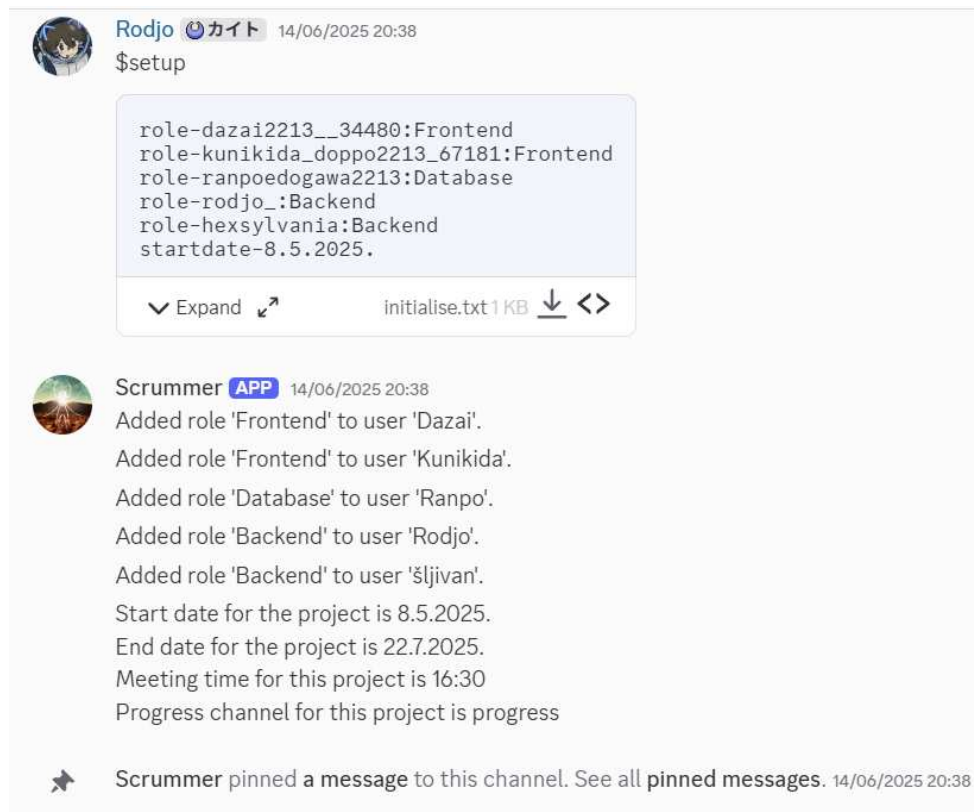 Rodjo カイト 14/06/2025 20:38
$setup
role-dazai2213__34480:Frontend
role-kunikida_doppo2213_67181:Frontend
role-ranpoedogawa2213:Database
role-rodjo_:Backend
role-hexsylvania:Backend
startdate-8.5.2025.
Expand initialise.txt 1 KB <>
Scrummer APP 14/06/2025 20:38
Added role 'Frontend' to user 'Dazai'.
Added role 'Frontend' to user 'Kunikida'.
Added role 'Database' to user 'Ranpo'.
Added role 'Backend' to user 'Rodjo'.
Added role 'Backend' to user 'šljivan'.
Start date for the project is 8.5.2025.
End date for the project is 22.7.2025.
Meeting time for this project is 16:30
Progress channel for this project is progress
Scrummer pinned a message to this channel. See all pinned messages. 14/06/2025 20:38